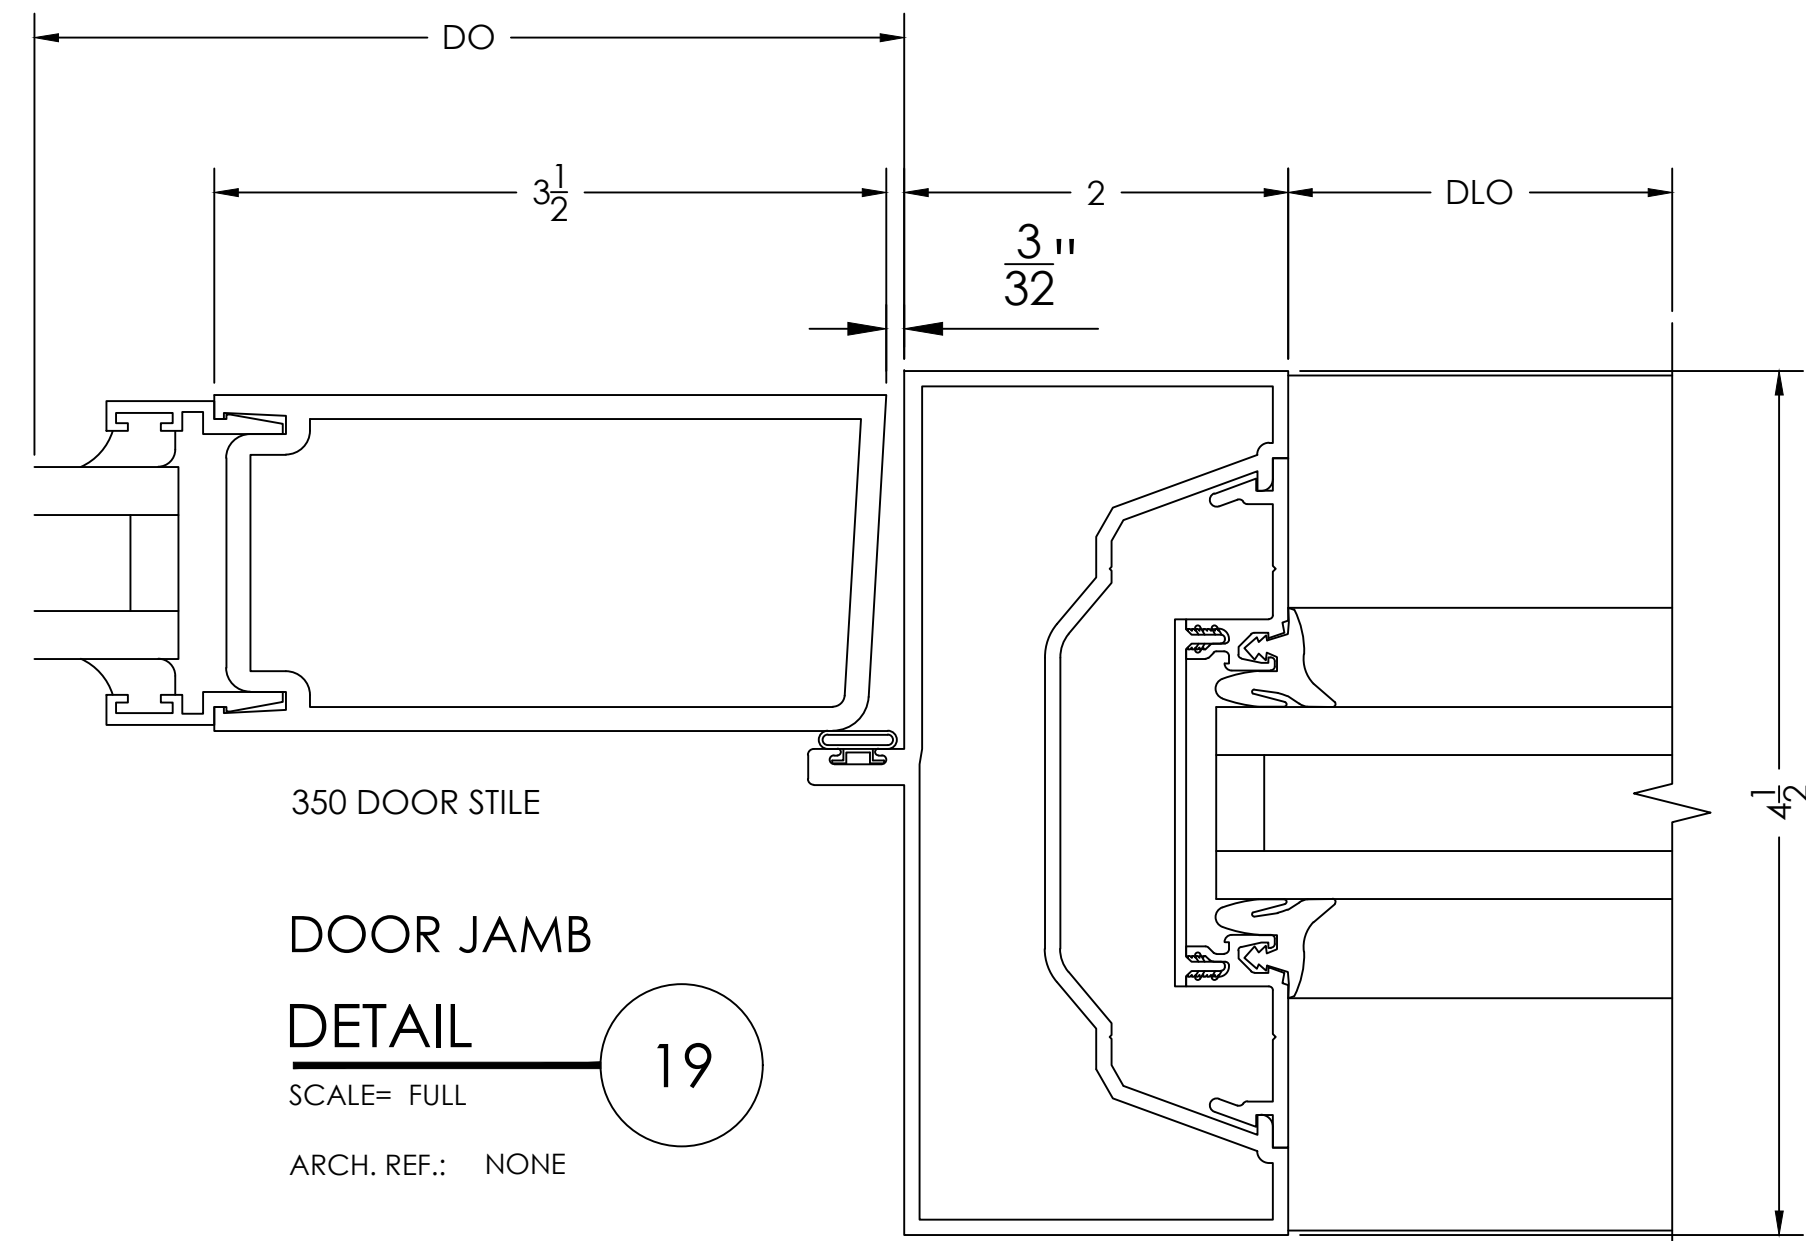 DO
3 1/2
2
DLO
3/32"
4 1/2
350 DOOR STILE
DOOR JAMB
DETAIL
19
SCALE= FULL
ARCH. REF.: NONE